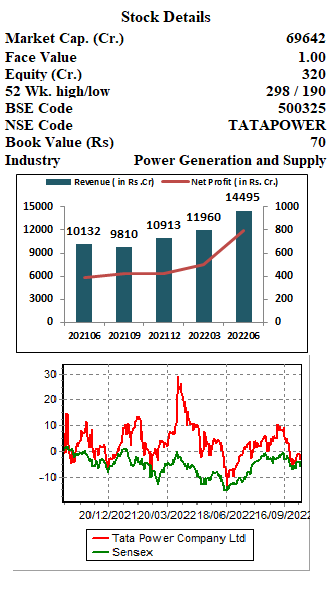 Stock Details
Market Cap. (Cr.) 69642
Face Value 1.00
Equity (Cr.) 320
52 Wk. high/low 298 / 190
BSE Code 500325
NSE Code TATAPOWER
Book Value (Rs) 70
Industry Power Generation and Supply
Revenue ( in Rs .Cr) Net Profit ( in Rs. Cr.)
15000 14495 1000
12000 10132 9810 10913 11960 800
9000 600
6000 400
3000 200
0 0
202106 202109 202112 202203 202206
30
20
10
0
-10
20/12/2021 20/03/2022 18/06/2022 16/09/2022
Tata Power Company Ltd
Sensex